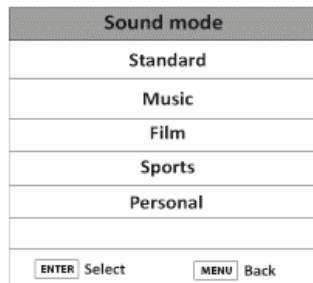 Sound mode
Standard
Music
Film
Sports
Personal
ENTER Select MENU Back